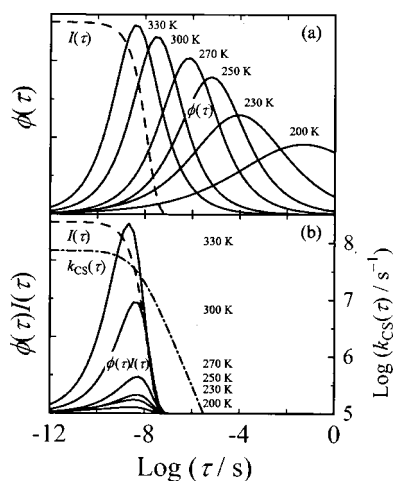 330 K
(a)
I(τ)
300 K
270 K
250 K
ϕ(τ)
230 K
200 K
ϕ(τ)
I(τ)
(b)
330 K
8
k_CS(τ)
300 K
7
ϕ(τ)I(τ)
270 K
250 K
6
230 K
200 K
5
ϕ(τ)I(τ)
Log (k_CS(τ) / s⁻¹)
-12 -8 -4 0
Log (τ / s)